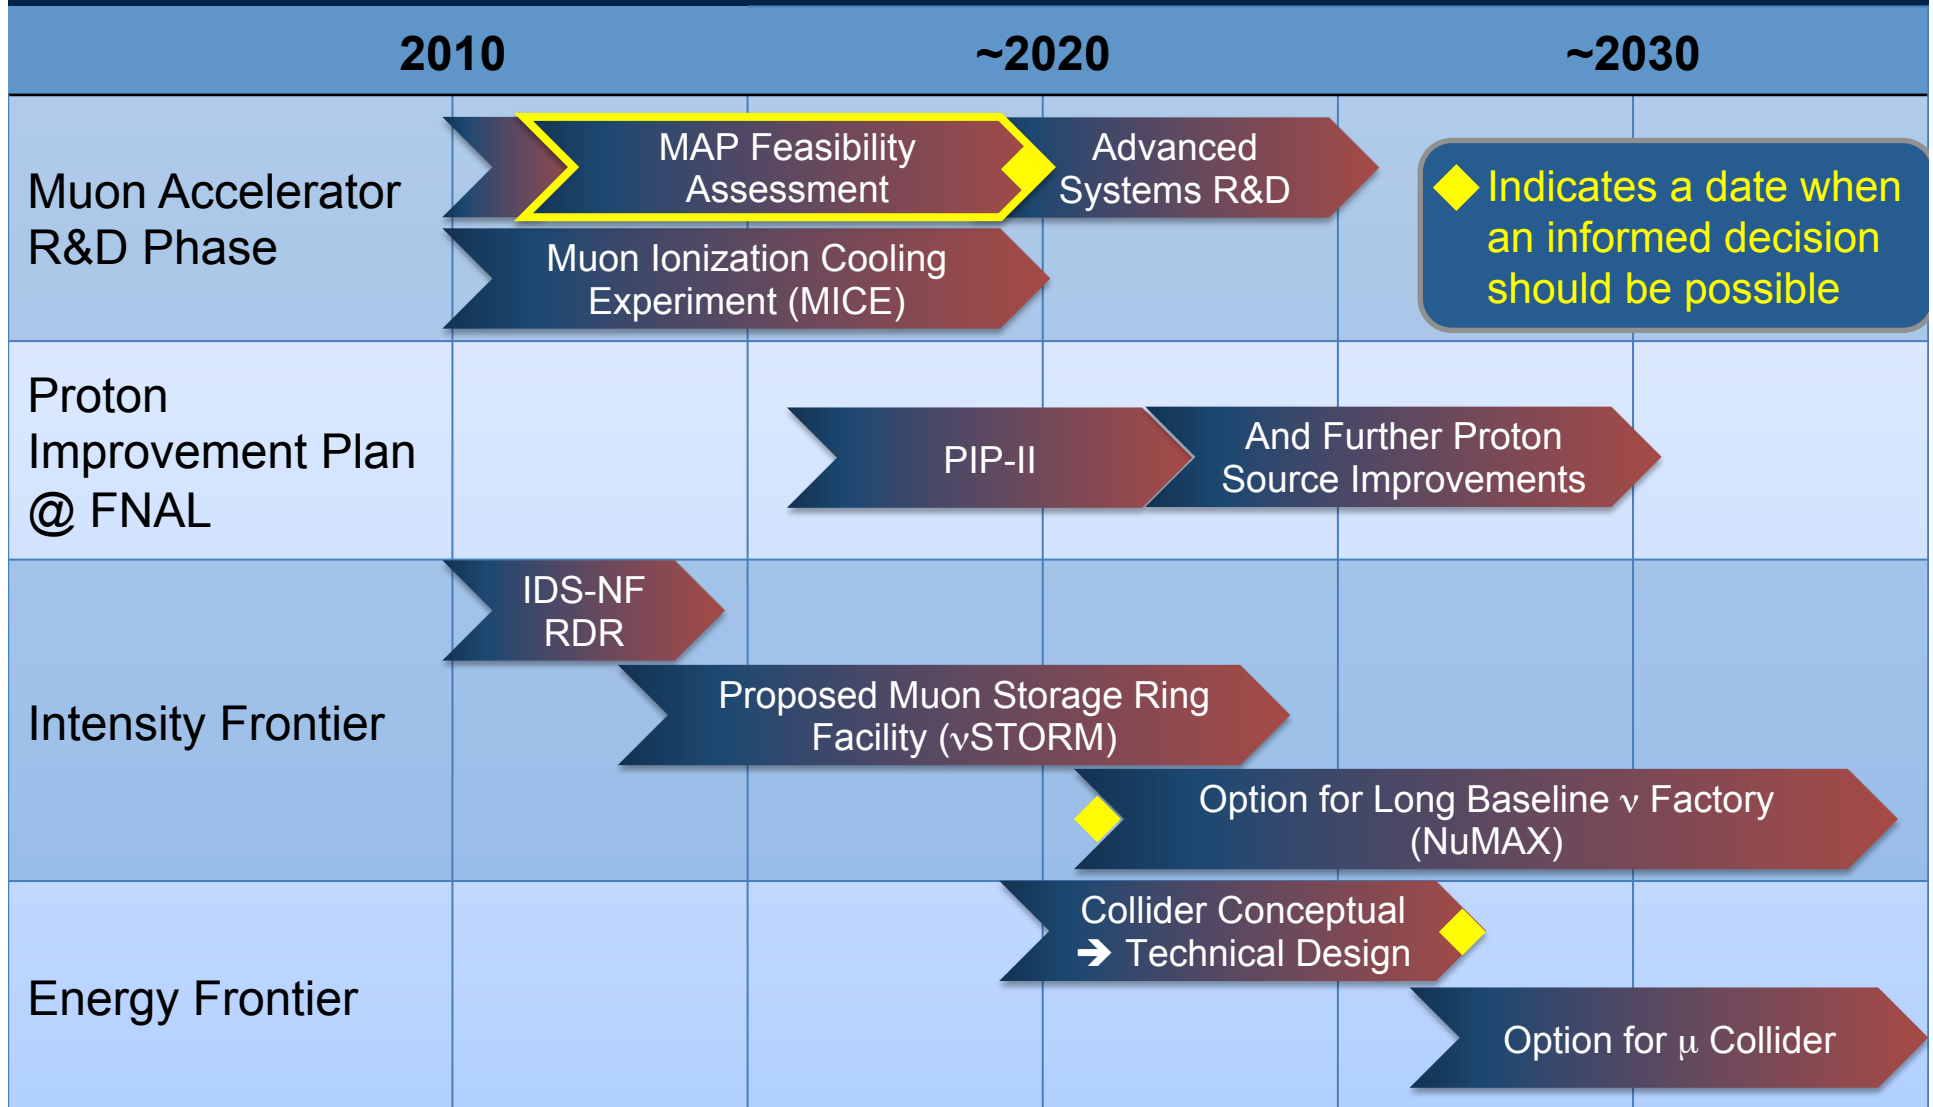 2010 ~2020 ~2030
Muon Accelerator
R&D Phase
MAP Feasibility
Assessment
Advanced
Systems R&D
Muon Ionization Cooling
Experiment (MICE)
Indicates a date when
an informed decision
should be possible
Proton
Improvement Plan
@ FNAL
PIP-II
And Further Proton
Source Improvements
Intensity Frontier
IDS-NF
RDR
Proposed Muon Storage Ring
Facility (νSTORM)
Option for Long Baseline ν Factory
(NuMAX)
Energy Frontier
Collider Conceptual
➔ Technical Design
Option for μ Collider